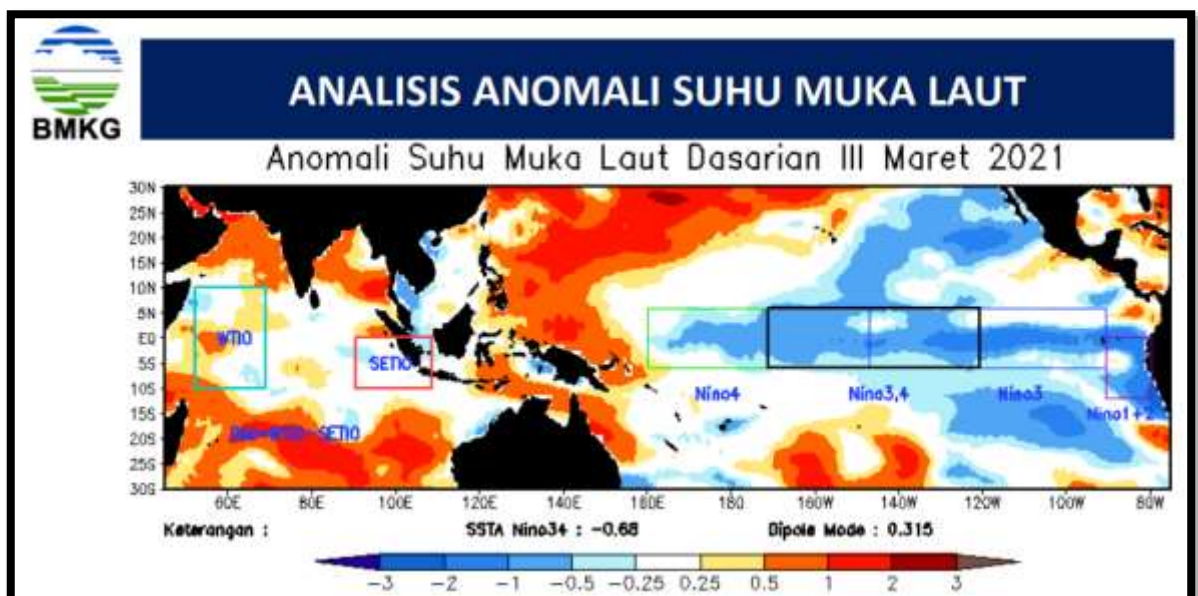 BMKG
ANALISIS ANOMALI SUHU MUKA LAUT
Anomali Suhu Muka Laut Dasarian III Maret 2021
30N
25N
20N
15N
10N
5N
EQ
5S
10S
15S
20S
25S
30S
WTIO
SETIO
Nino4
Nino3,4
Nino3
Nino1+2
60E 80E 100E 120E 140E 160E 180 160W 140W 120W 100W 80W
Keterangan : SSTA Nino34 : -0.68 Dipole Mode : 0.315
-3 -2 -1 -0.5 -0.25 0.25 0.5 1 2 3